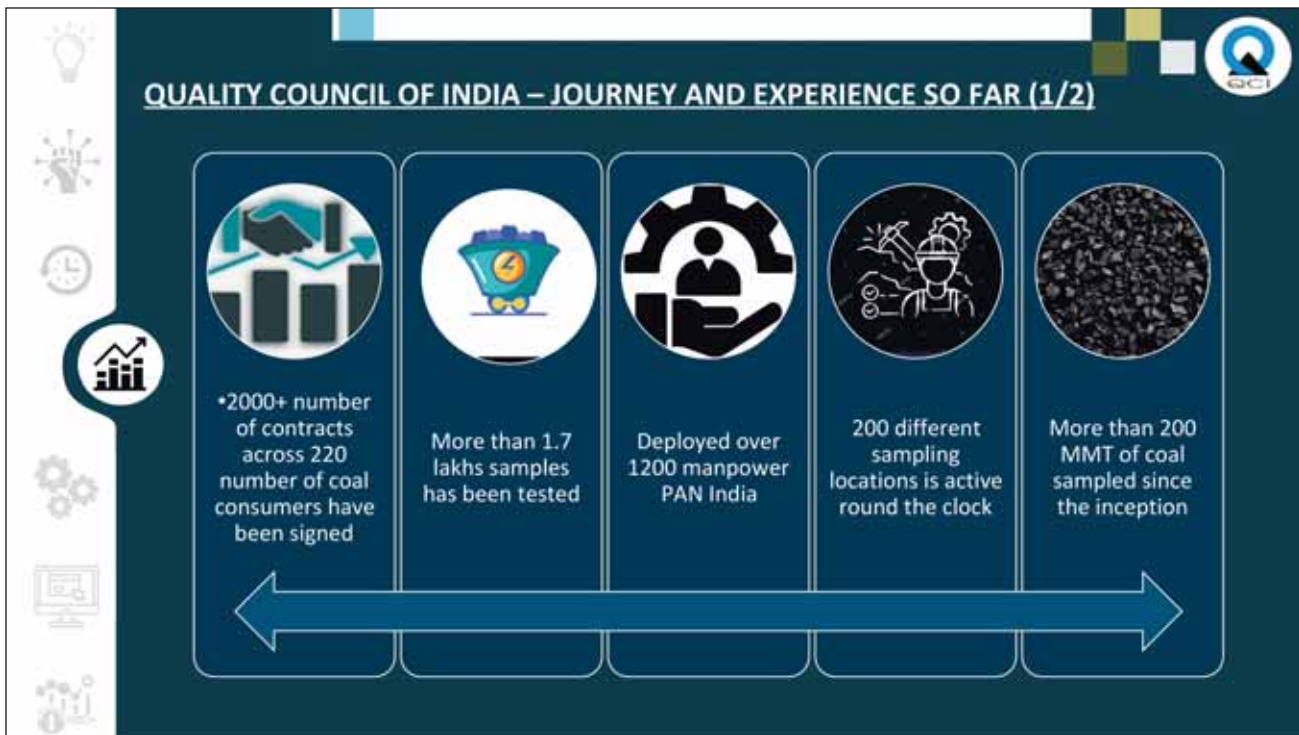 QCI
QUALITY COUNCIL OF INDIA – JOURNEY AND EXPERIENCE SO FAR (1/2)
•2000+ number
of contracts
across 220
number of coal
consumers have
been signed
More than 1.7
lakhs samples
has been tested
Deployed over
1200 manpower
PAN India
200 different
sampling
locations is active
round the clock
More than 200
MMT of coal
sampled since
the inception